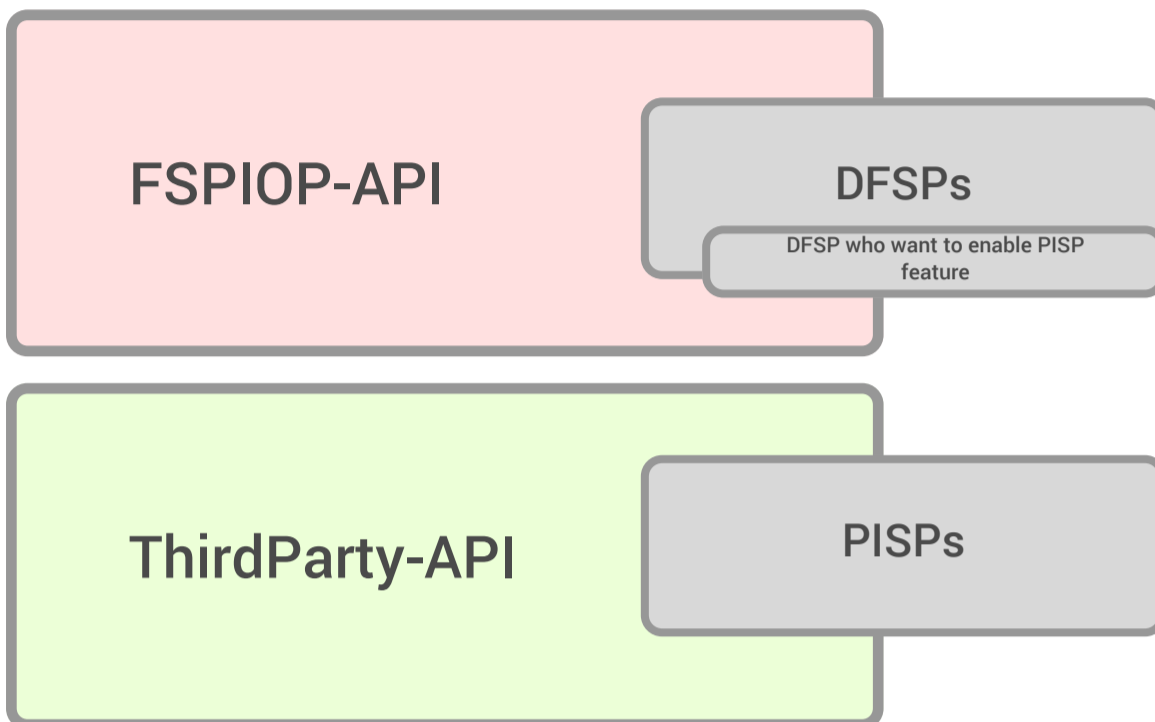 FSPIOP-API
DFSPs
DFSP who want to enable PISP
feature
ThirdParty-API
PISPs